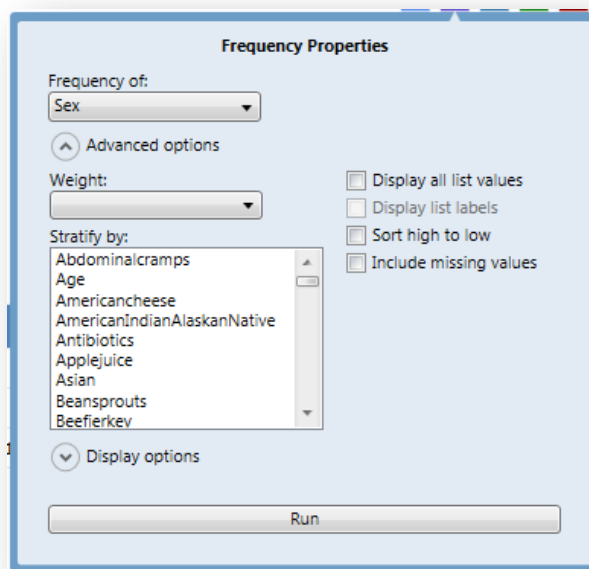 Frequency Properties
Frequency of:
Sex
Advanced options
Weight:
Display all list values
Display list labels
Sort high to low
Include missing values
Stratify by:
Abdominalcramps
Age
Americancheese
AmericanIndianAlaskanNative
Antibiotics
Applejuice
Asian
Beansprouts
Beefjerkey
Display options
Run